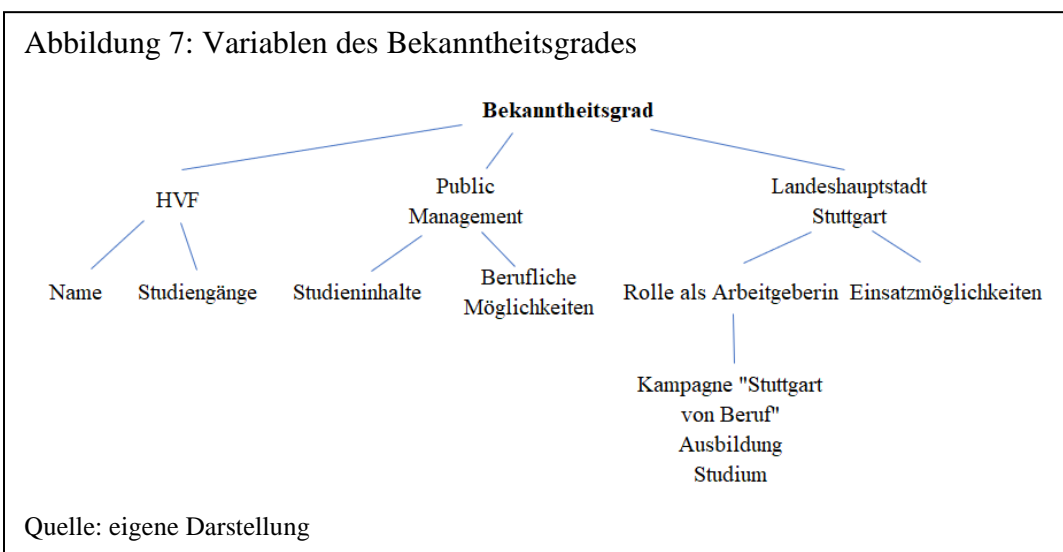 Abbildung 7: Variablen des Bekanntheitsgrades
Bekanntheitsgrad
HVF
Public
Management
Landeshauptstadt
Stuttgart
Name
Studiengänge
Studieninhalte
Berufliche
Möglichkeiten
Rolle als Arbeitgeberin
Einsatzmöglichkeiten
Kampagne "Stuttgart
von Beruf"
Ausbildung
Studium
Quelle: eigene Darstellung